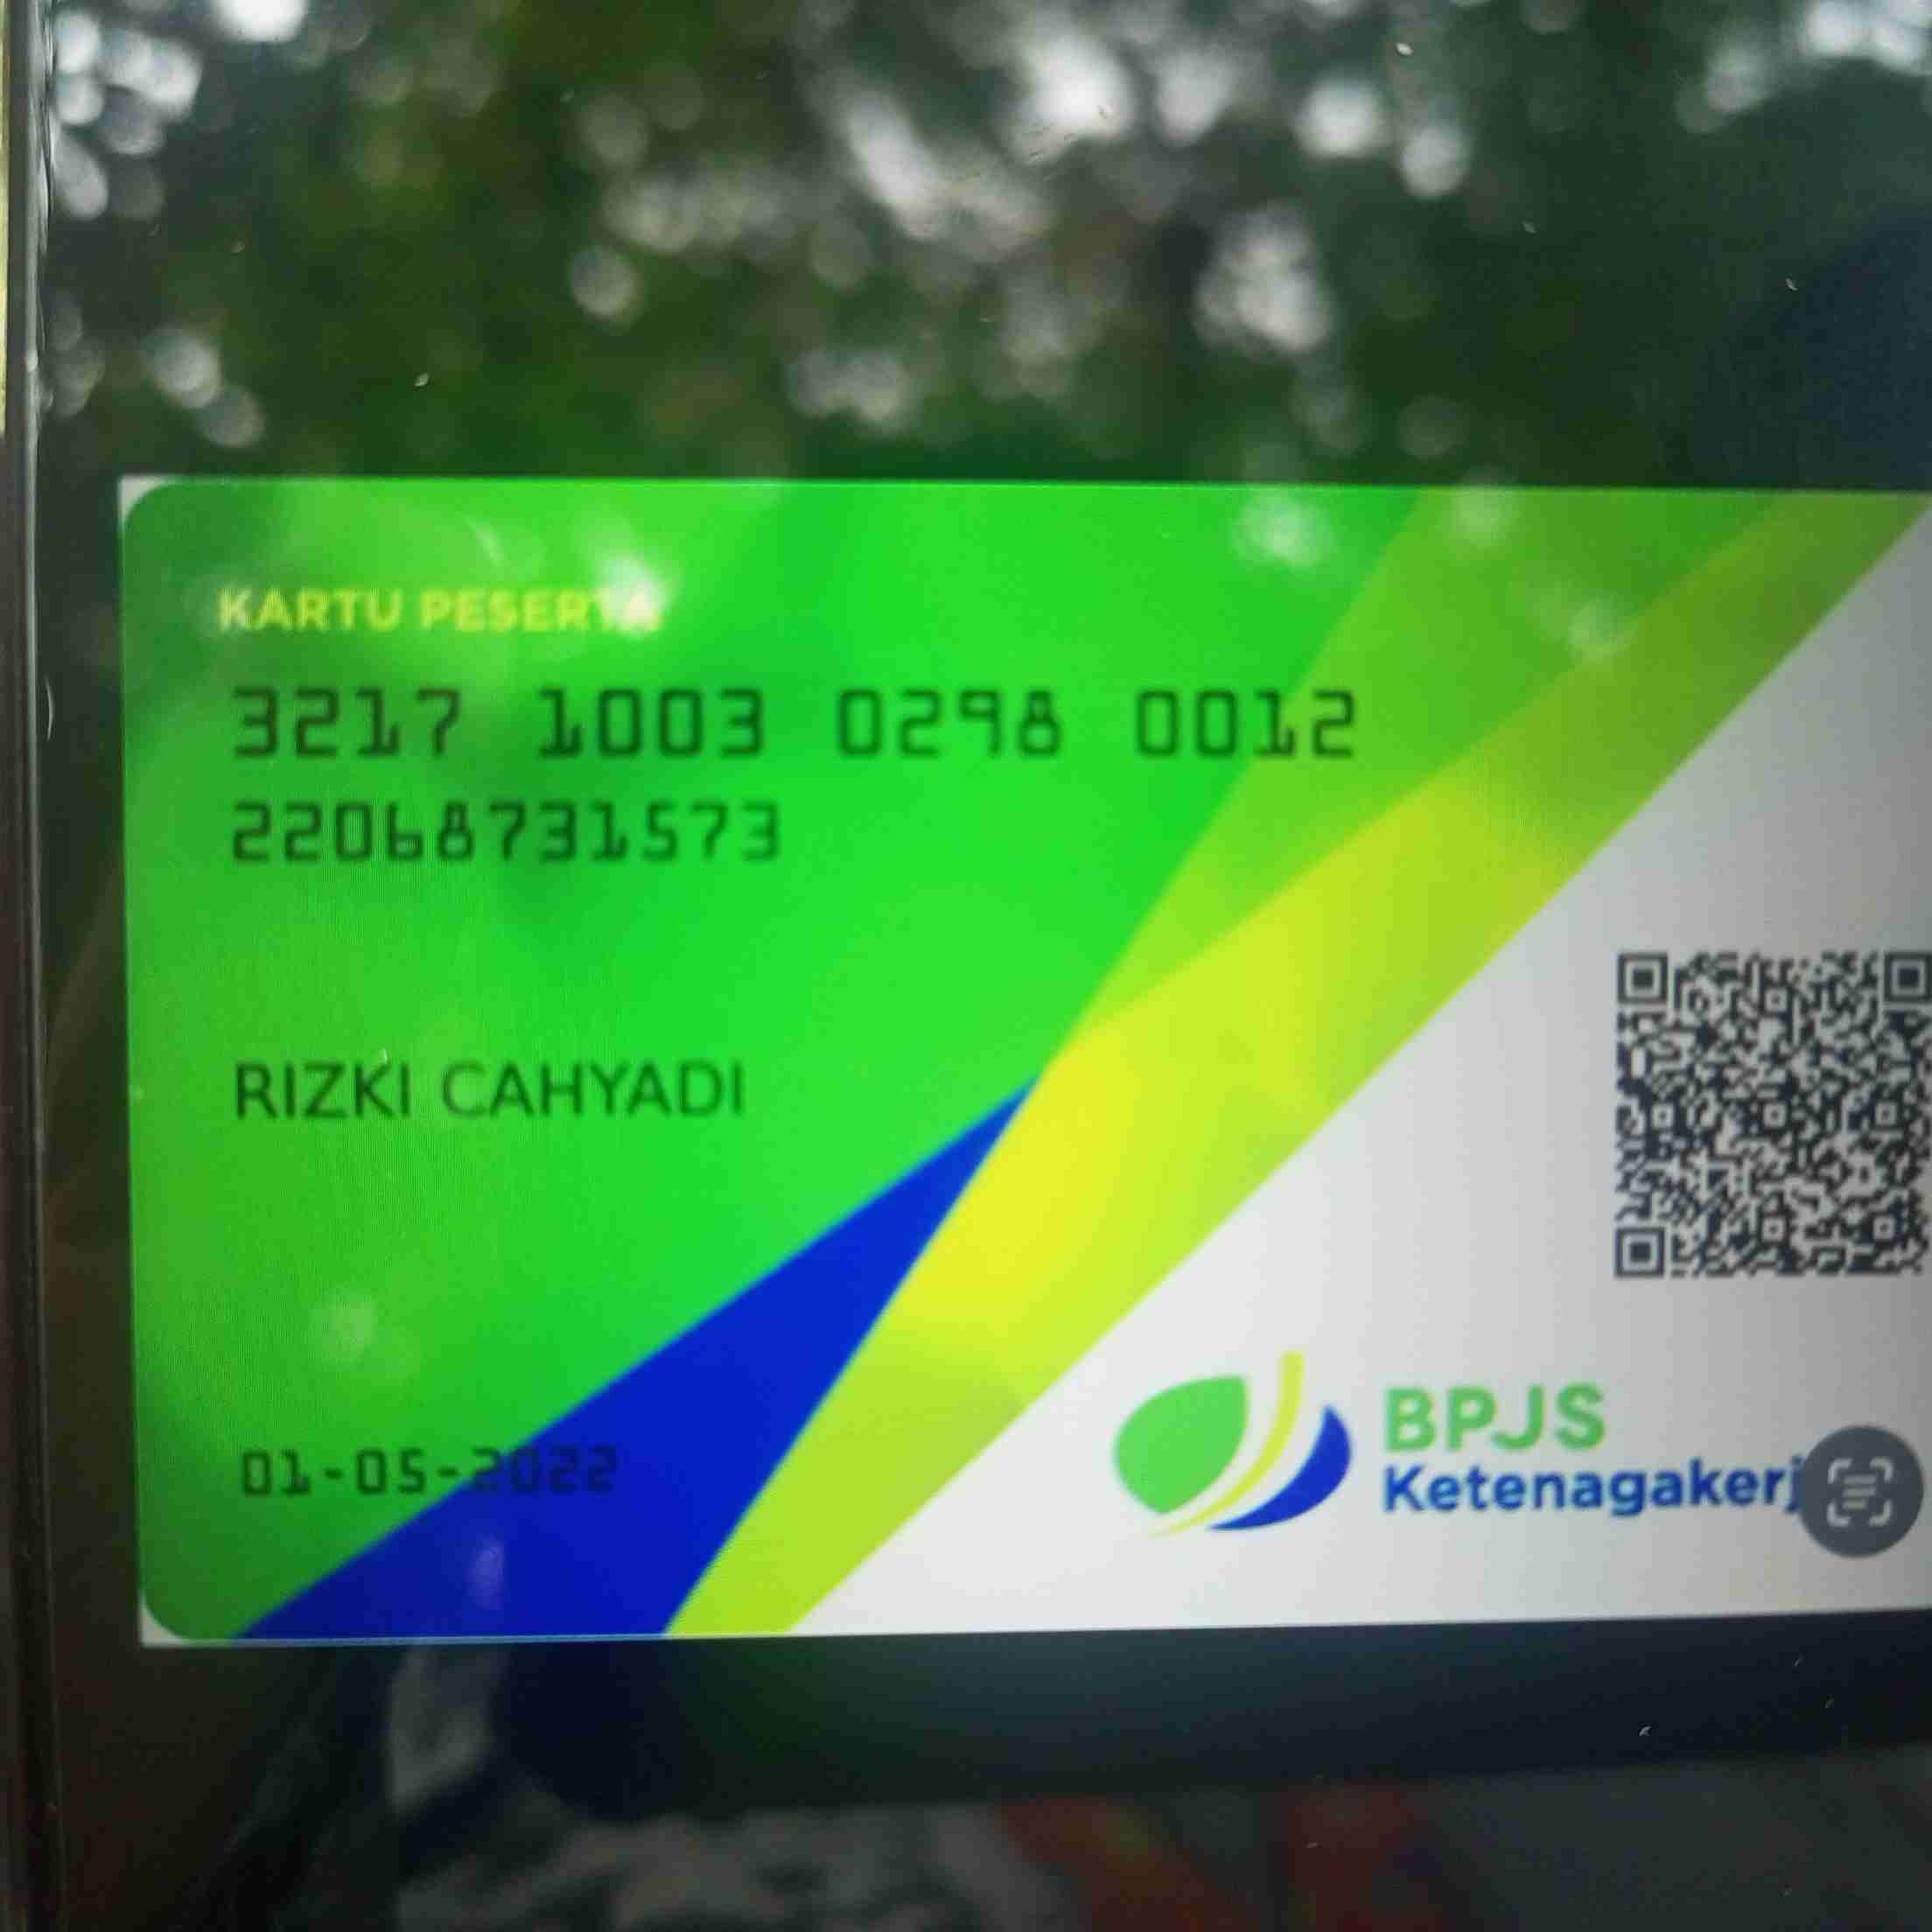 KARTU PESERTA
3217 1003 0298 0012
22068731573
RIZKI CAHYADI
01-05-2022
BPJS
Ketenagakerj